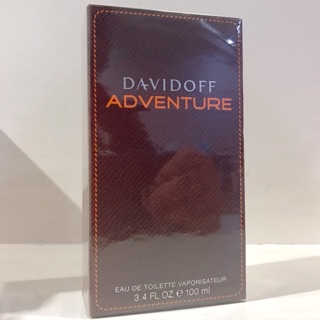 DAVIDOFF
ADVENTURE
EAU DE TOILETTE VAPORISATEUR
3.4 FL OZ ℮ 100 ml